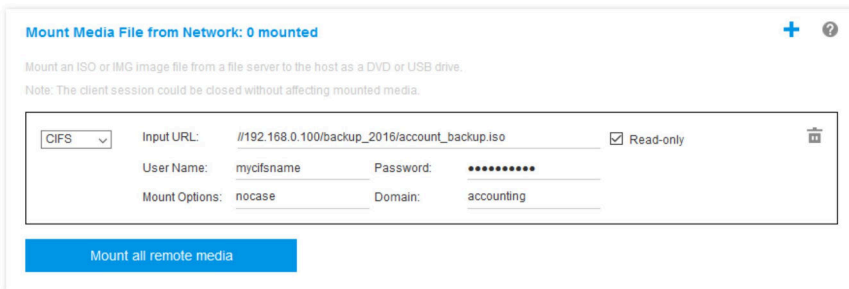 Mount Media File from Network: 0 mounted
Mount an ISO or IMG image file from a file server to the host as a DVD or USB drive.
Note: The client session could be closed without affecting mounted media.
CIFS Input URL: //192.168.0.100/backup_2016/account_backup.iso Read-only
User Name: mycifsname Password: ••••••••••
Mount Options: nocase Domain: accounting
Mount all remote media